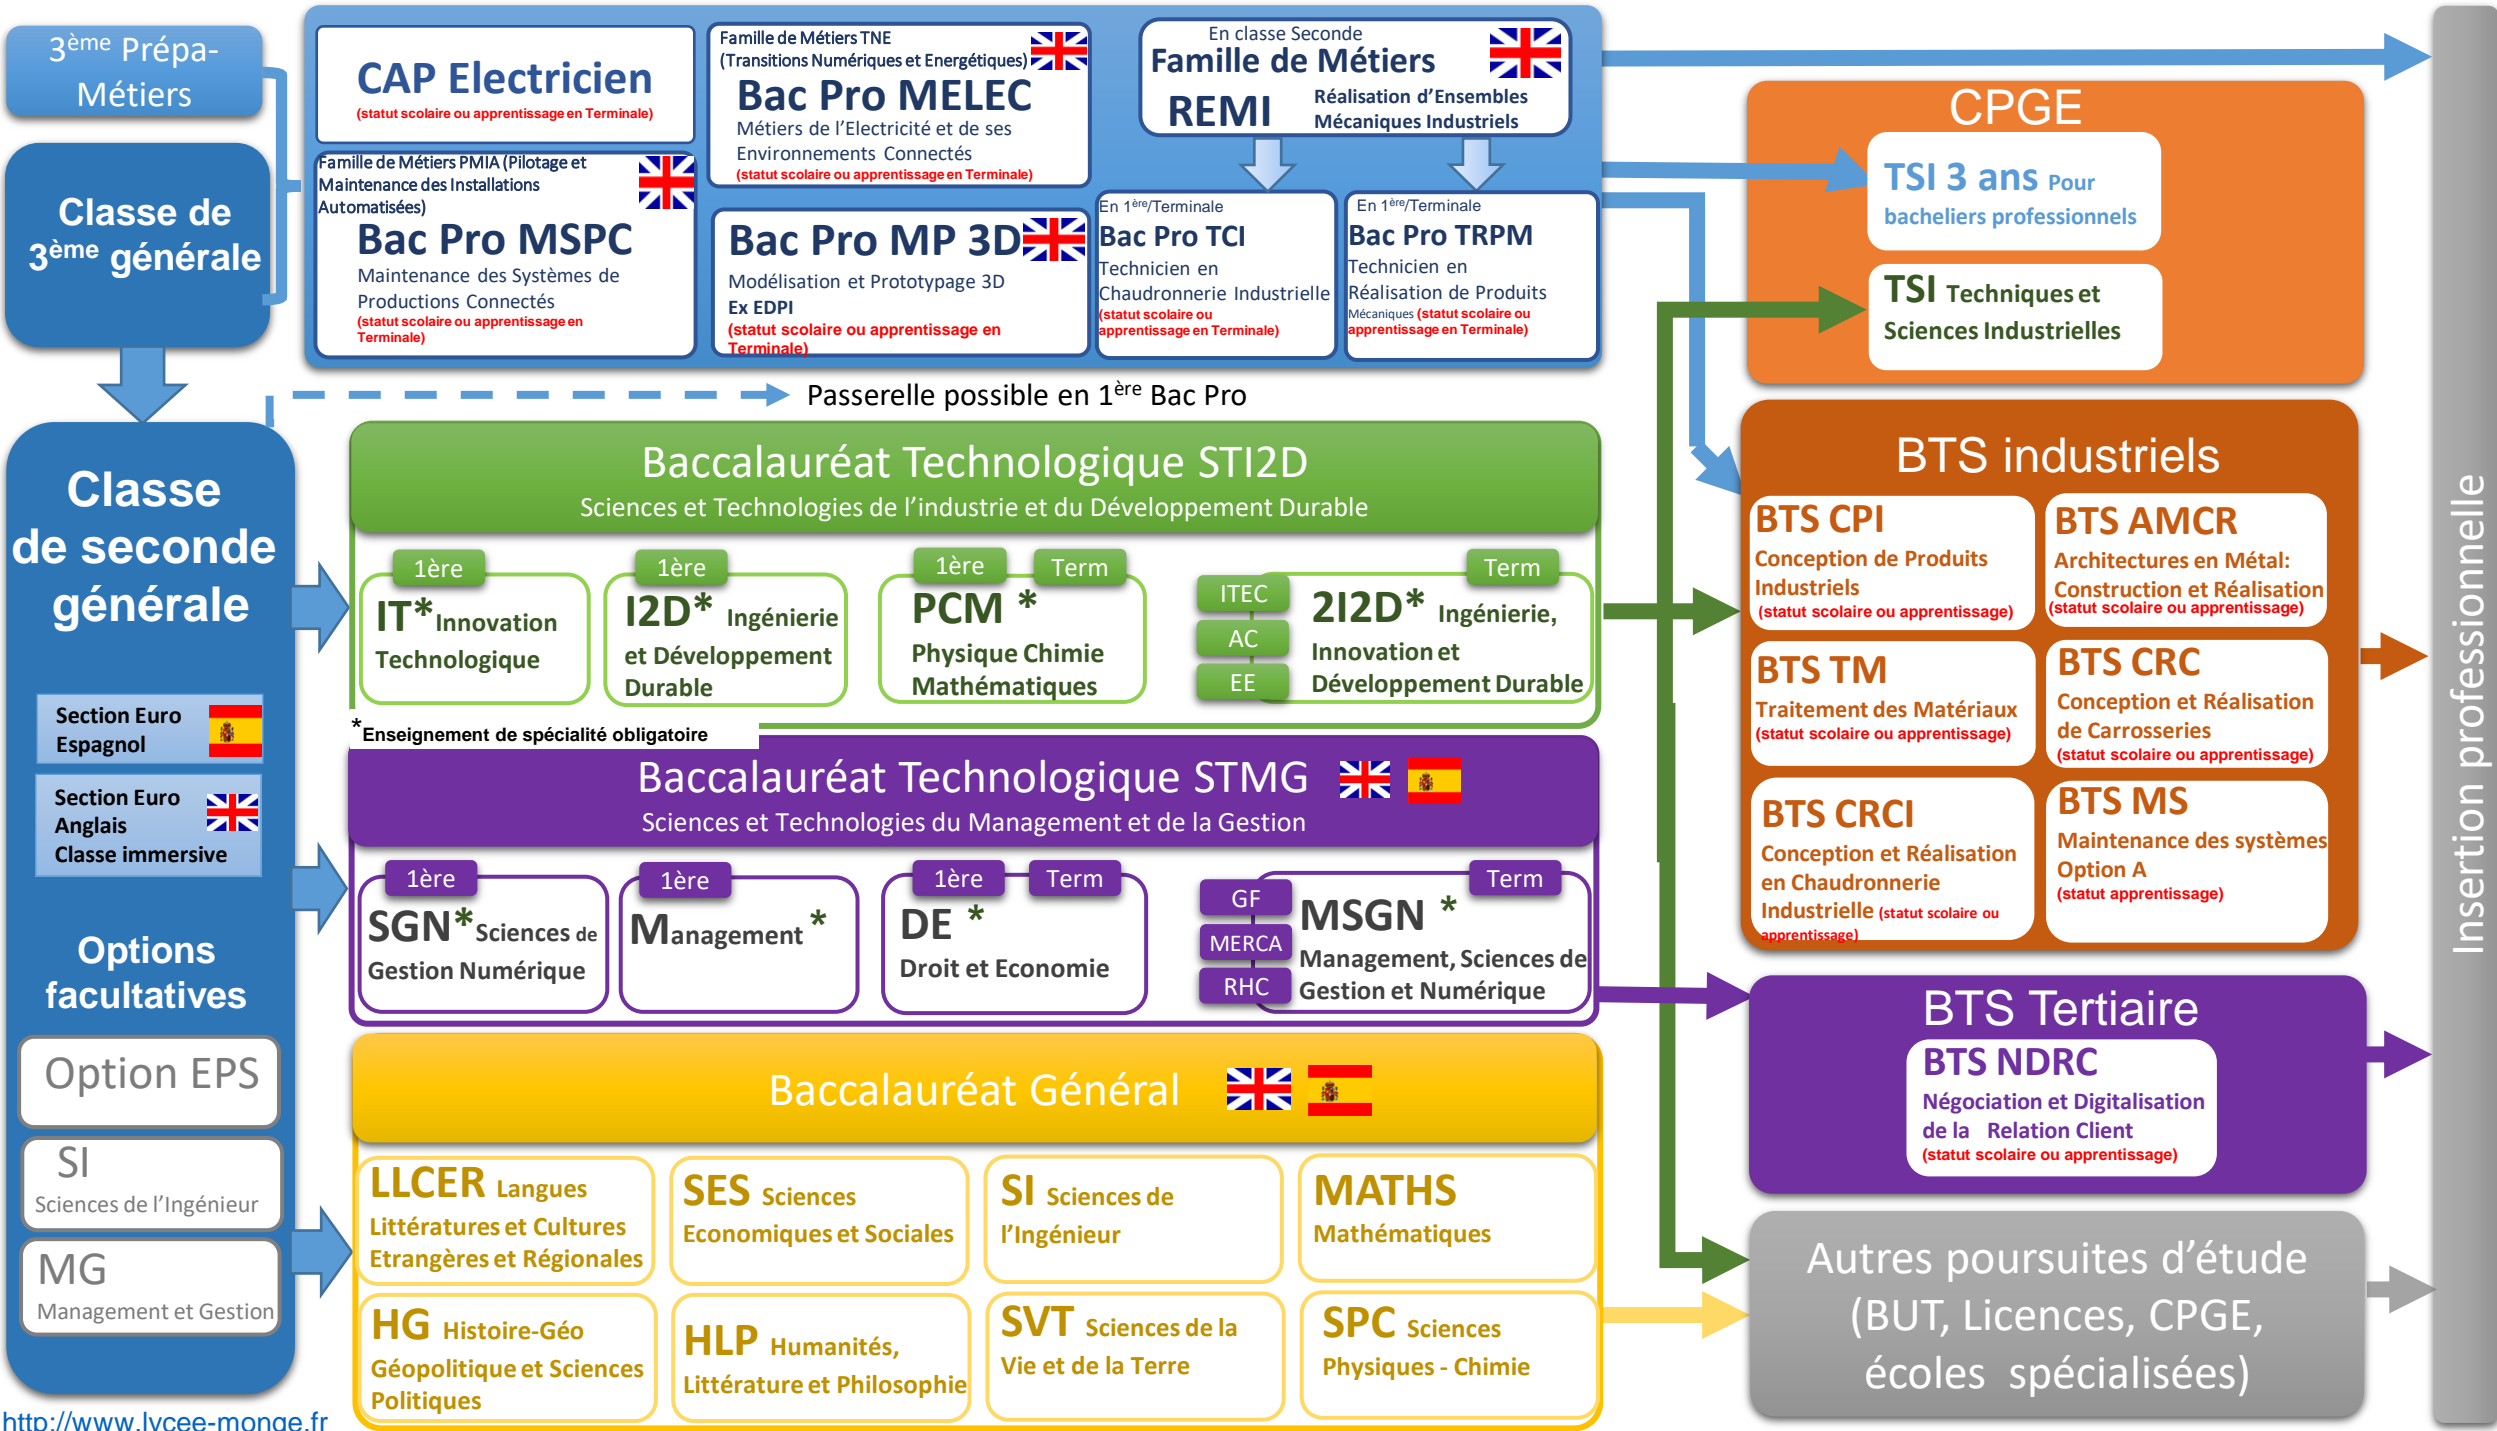 3ème Prépa-
Métiers
Classe de
3ème générale
CAP Electricien
(statut scolaire ou apprentissage en Terminale)
Famille de Métiers PMIA (Pilotage et
Maintenance des Installations
Automatisées)
Bac Pro MSPC
Maintenance des Systèmes de
Productions Connectés
(statut scolaire ou apprentissage en
Terminale)
Famille de Métiers TNE
(Transitions Numériques et Energétiques)
Bac Pro MELEC
Métiers de l'Electricité et de ses
Environnements Connectés
(statut scolaire ou apprentissage en Terminale)
Bac Pro MP 3D
Modélisation et Prototypage 3D
Ex EDPI
(statut scolaire ou apprentissage en
Terminale)
En classe Seconde
Famille de Métiers
REMI Réalisation d'Ensembles
Mécaniques Industriels
En 1ère/Terminale
Bac Pro TCI
Technicien en
Chaudronnerie Industrielle
(statut scolaire ou
apprentissage en Terminale)
En 1ère/Terminale
Bac Pro TRPM
Technicien en
Réalisation de Produits
Mécaniques (statut scolaire ou
apprentissage en Terminale)
Passerelle possible en 1ère Bac Pro
Classe
de seconde
générale
Section Euro
Espagnol
Section Euro
Anglais
Classe immersive
Options
facultatives
Option EPS
SI
Sciences de l'Ingénieur
MG
Management et Gestion
http://www.lycee-monge.fr
Baccalauréat Technologique STI2D
Sciences et Technologies de l'industrie et du Développement Durable
1ère
IT* Innovation
Technologique
1ère
I2D* Ingénierie
et Développement
Durable
1ère Term
PCM *
Physique Chimie
Mathématiques
ITEC
AC
EE
Term
2I2D* Ingénierie,
Innovation et
Développement Durable
*Enseignement de spécialité obligatoire
Baccalauréat Technologique STMG
Sciences et Technologies du Management et de la Gestion
1ère
SGN* Sciences de
Gestion Numérique
1ère
Management *
1ère Term
DE *
Droit et Economie
GF
MERCA
RHC
Term
MSGN *
Management, Sciences de
Gestion et Numérique
Baccalauréat Général
LLCER Langues
Littératures et Cultures
Etrangères et Régionales
SES Sciences
Economiques et Sociales
SI Sciences de
l'Ingénieur
MATHS
Mathématiques
HG Histoire-Géo
Géopolitique et Sciences
Politiques
HLP Humanités,
Littérature et Philosophie
SVT Sciences de la
Vie et de la Terre
SPC Sciences
Physiques - Chimie
CPGE
TSI 3 ans Pour
bacheliers professionnels
TSI Techniques et
Sciences Industrielles
BTS industriels
BTS CPI
Conception de Produits
Industriels
(statut scolaire ou apprentissage)
BTS AMCR
Architectures en Métal:
Construction et Réalisation
(statut scolaire ou apprentissage)
BTS TM
Traitement des Matériaux
(statut scolaire ou apprentissage)
BTS CRC
Conception et Réalisation
de Carrosseries
(statut scolaire ou apprentissage)
BTS CRCI
Conception et Réalisation
en Chaudronnerie
Industrielle (statut scolaire ou
apprentissage)
BTS MS
Maintenance des systèmes
Option A
(statut apprentissage)
BTS Tertiaire
BTS NDRC
Négociation et Digitalisation
de la Relation Client
(statut scolaire ou apprentissage)
Autres poursuites d'étude
(BUT, Licences, CPGE,
écoles spécialisées)
Insertion professionnelle